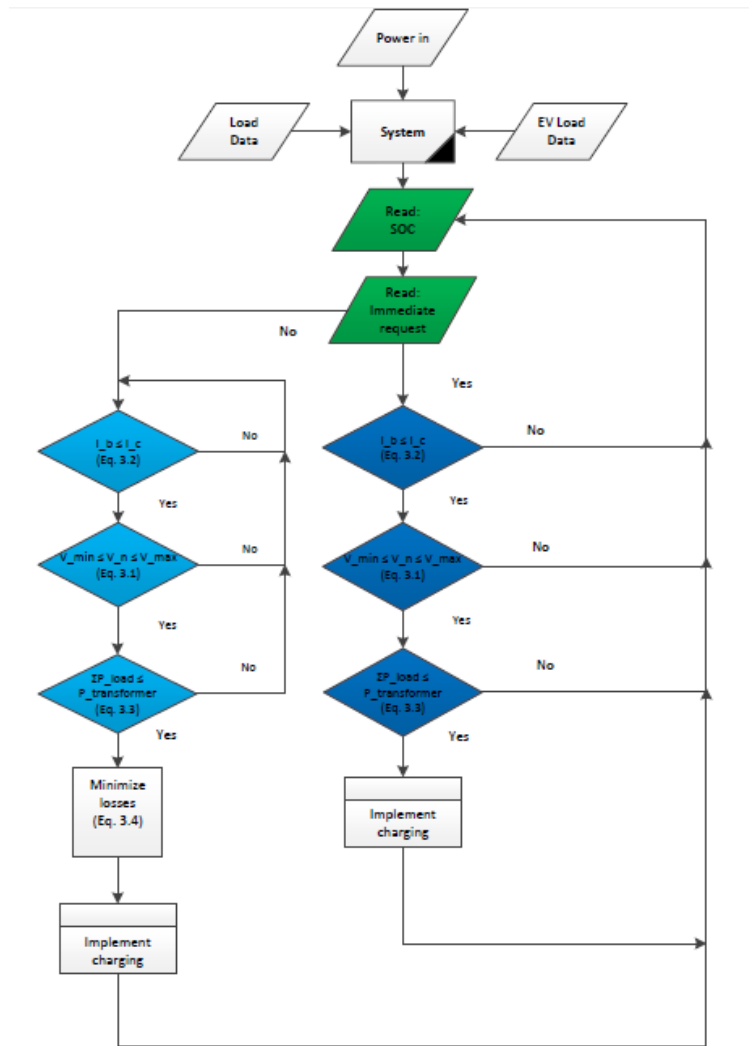 Power in
Load
Data
System
EV Load
Data
Read:
SOC
Read:
Immediate
request
No
Yes
I_b ≤ I_c
(Eq. 3.2)
No
I_b ≤ I_c
(Eq. 3.2)
No
Yes
Yes
V_min ≤ V_n ≤ V_max
(Eq. 3.1)
No
V_min ≤ V_n ≤ V_max
(Eq. 3.1)
No
Yes
Yes
ΣP_load ≤
P_transformer
(Eq. 3.3)
No
ΣP_load ≤
P_transformer
(Eq. 3.3)
No
Yes
Yes
Minimize
losses
(Eq. 3.4)
Implement
charging
Implement
charging